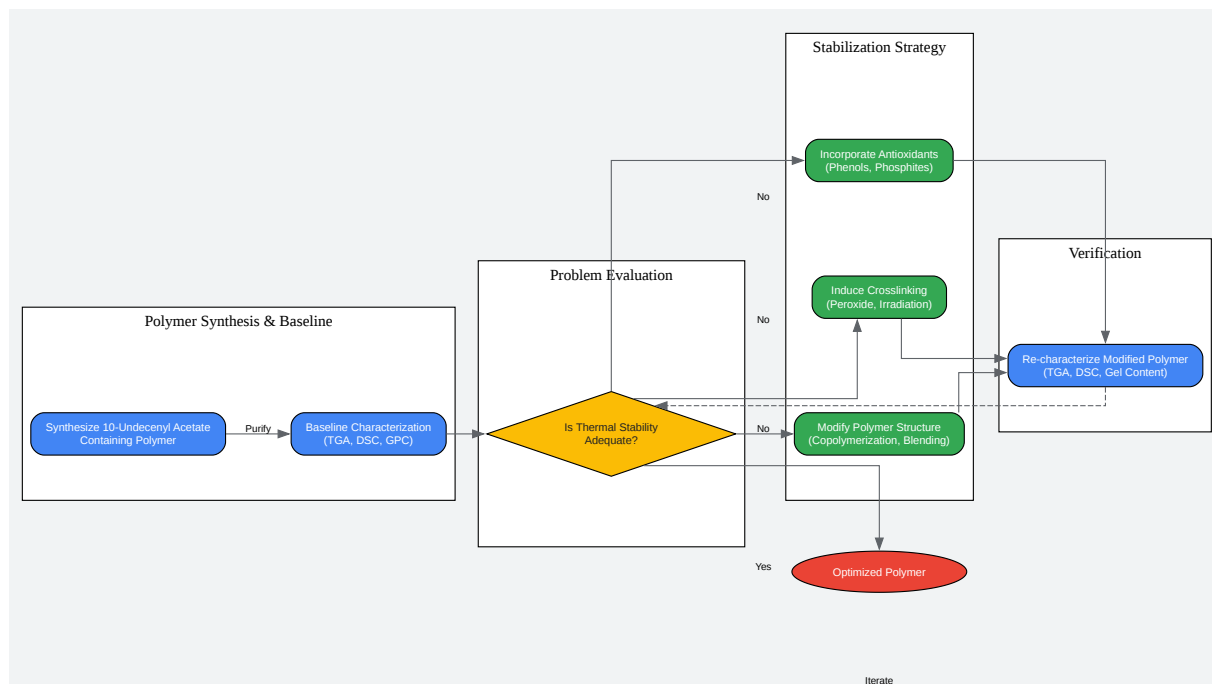 Stabilization Strategy
Incorporate Antioxidants
(Phenols, Phosphites)
No
Verification
Problem Evaluation
Induce Crosslinking
(Peroxide, Irradiation)
No
Polymer Synthesis & Baseline
Re-characterize Modified Polymer
(TGA, DSC, Gel Content)
Synthesize 10-Undecenyl Acetate
Containing Polymer
Purify
Baseline Characterization
(TGA, DSC, GPC)
Is Thermal Stability
Adequate?
No
Modify Polymer Structure
(Copolymerization, Blending)
Yes
Optimized Polymer
Iterate